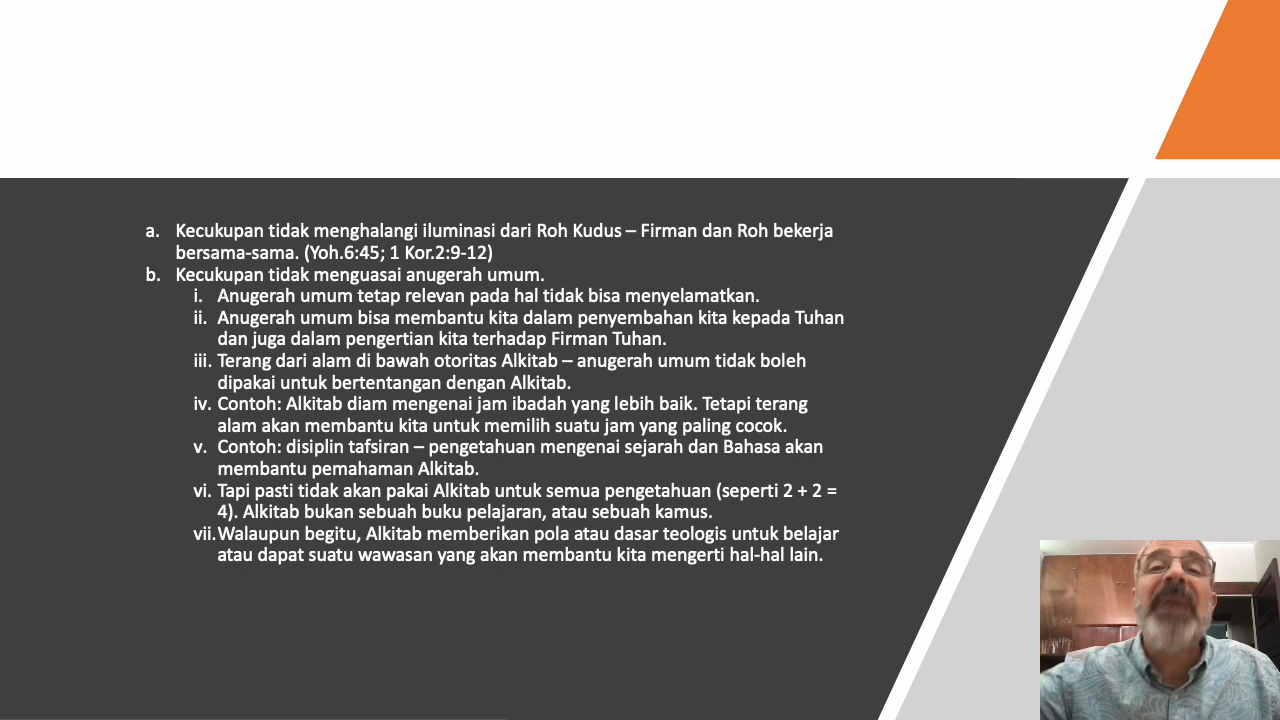 a. Kecukupan tidak menghalangi iluminasi dari Roh Kudus – Firman dan Roh bekerja
bersama-sama. (Yoh.6:45; 1 Kor.2:9-12)
b. Kecukupan tidak menguasai anugerah umum.
i. Anugerah umum tetap relevan pada hal tidak bisa menyelamatkan.
ii. Anugerah umum bisa membantu kita dalam penyembahan kita kepada Tuhan
dan juga dalam pengertian kita terhadap Firman Tuhan.
iii. Terang dari alam di bawah otoritas Alkitab – anugerah umum tidak boleh
dipakai untuk bertentangan dengan Alkitab.
iv. Contoh: Alkitab diam mengenai jam ibadah yang lebih baik. Tetapi terang
alam akan membantu kita untuk memilih suatu jam yang paling cocok.
v. Contoh: disiplin tafsiran – pengetahuan mengenai sejarah dan Bahasa akan
membantu pemahaman Alkitab.
vi. Tapi pasti tidak akan pakai Alkitab untuk semua pengetahuan (seperti 2 + 2 =
4). Alkitab bukan sebuah buku pelajaran, atau sebuah kamus.
vii. Walaupun begitu, Alkitab memberikan pola atau dasar teologis untuk belajar
atau dapat suatu wawasan yang akan membantu kita mengerti hal-hal lain.